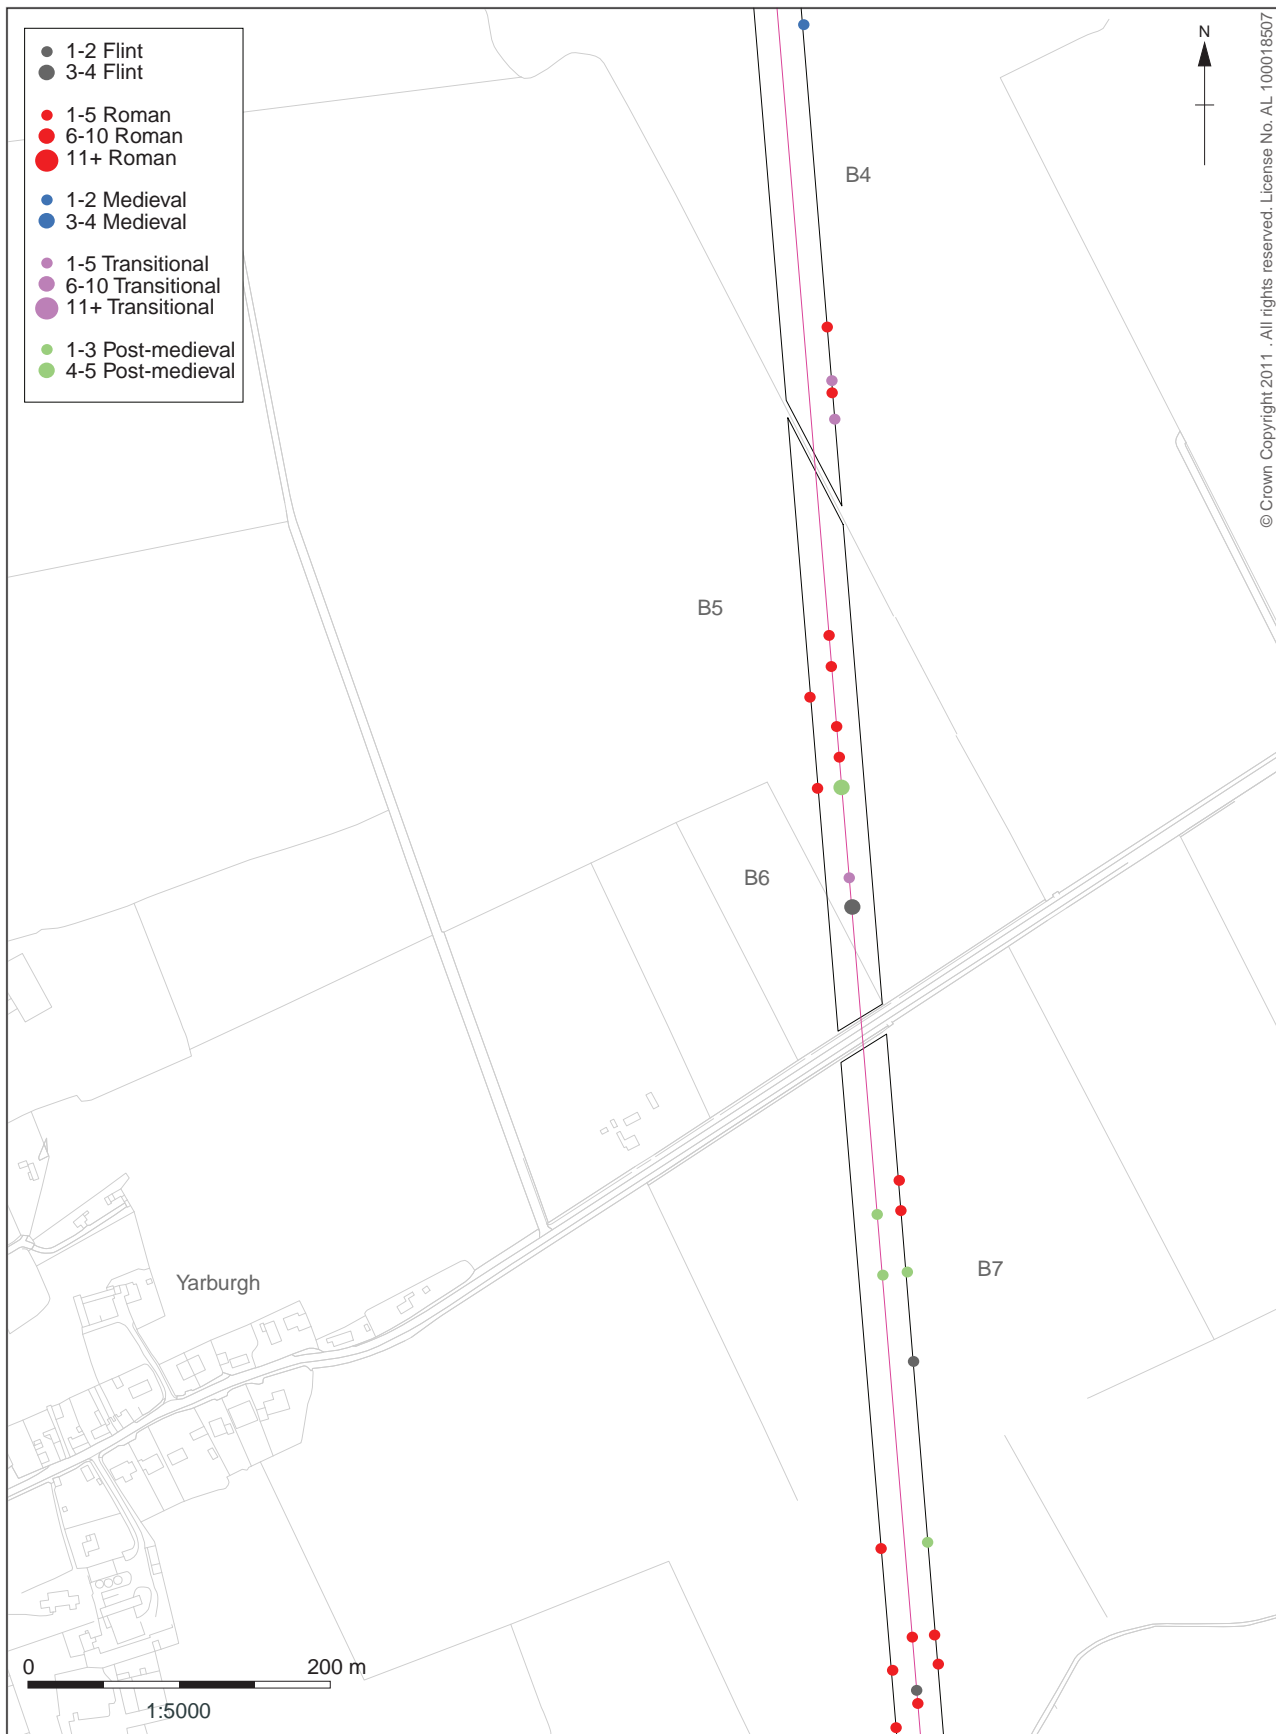 1-2 Flint
3-4 Flint
1-5 Roman
6-10 Roman
11+ Roman
1-2 Medieval
3-4 Medieval
1-5 Transitional
6-10 Transitional
11+ Transitional
1-3 Post-medieval
4-5 Post-medieval
N
© Crown Copyright 2011 . All rights reserved. License No. AL 100018507
B4
B5
B6
B7
Yarburgh
0 200 m
1:5000